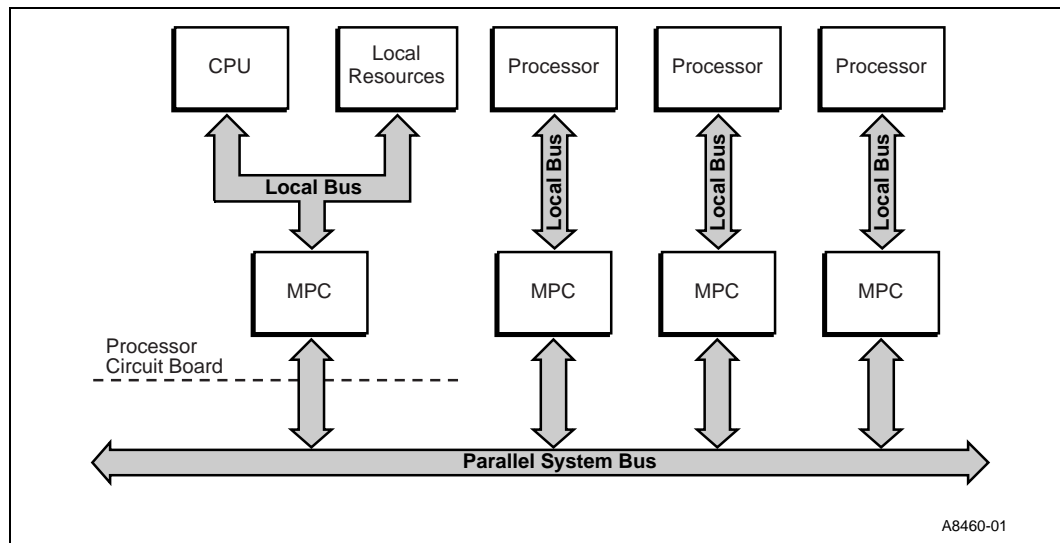 CPU
Local
Resources
Processor
Processor
Processor
Local Bus
Local Bus
Local Bus
Local Bus
MPC
MPC
MPC
MPC
Processor
Circuit Board
Parallel System Bus
A8460-01